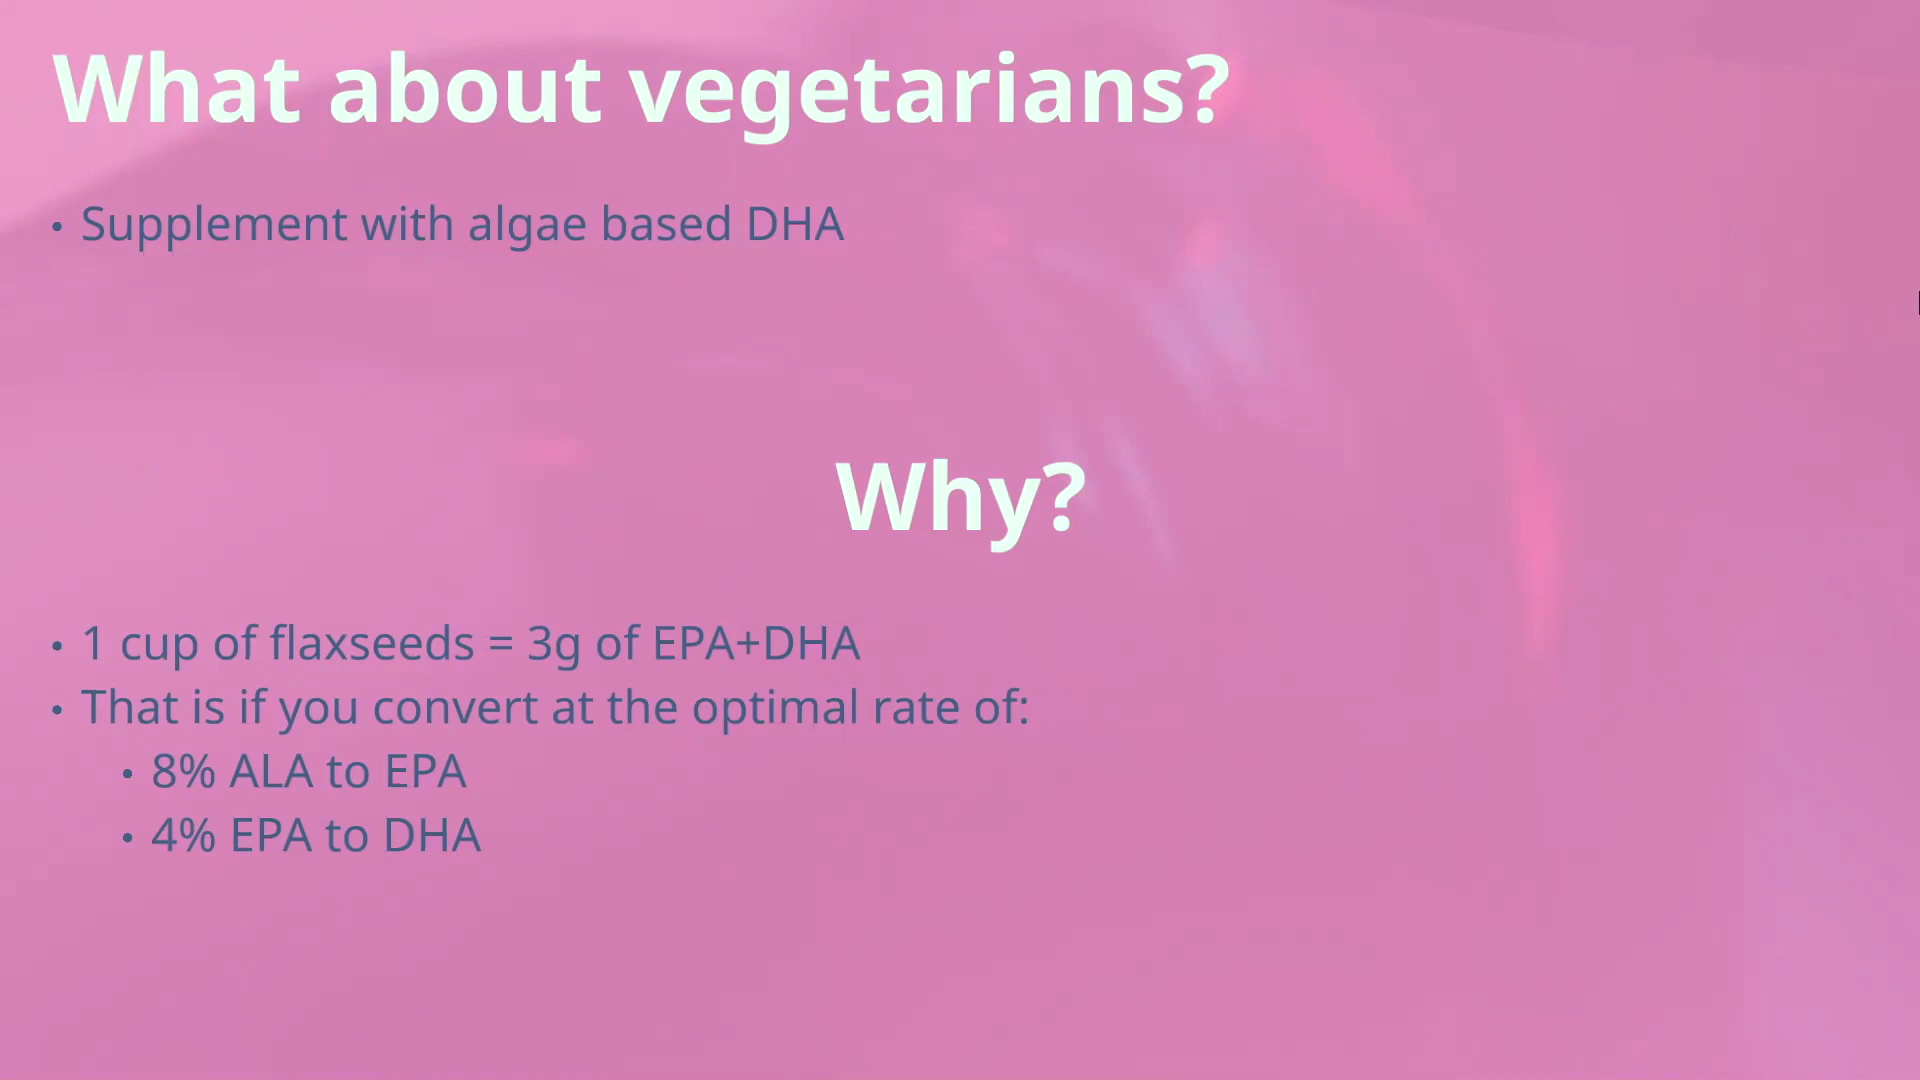 What about vegetarians?
• Supplement with algae based DHA
Why?
• 1 cup of flaxseeds = 3g of EPA+DHA
• That is if you convert at the optimal rate of:
• 8% ALA to EPA
• 4% EPA to DHA